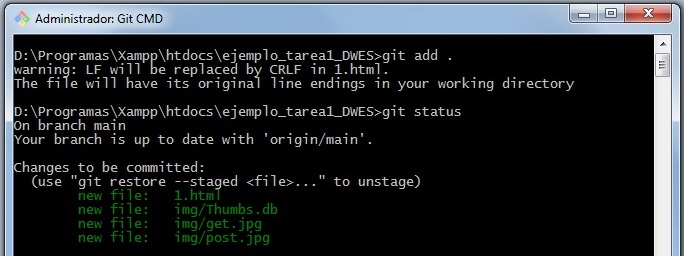 Administrador: Git CMD
D:\Programas\Xampp\htdocs\ejemplo_tarea1_DWES>git add .
warning: LF will be replaced by CRLF in 1.html.
The file will have its original line endings in your working directory
D:\Programas\Xampp\htdocs\ejemplo_tarea1_DWES>git status
On branch main
Your branch is up to date with 'origin/main'.
Changes to be committed:
  (use "git restore --staged <file>..." to unstage)
        new file:   1.html
        new file:   img/Thumbs.db
        new file:   img/get.jpg
        new file:   img/post.jpg